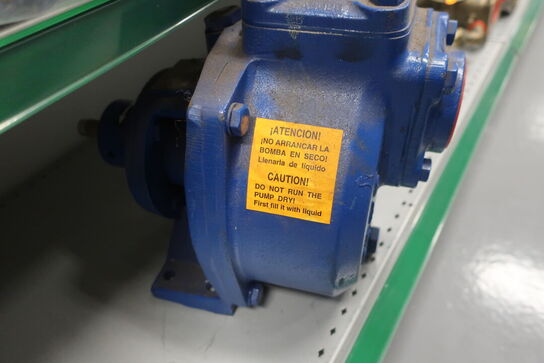 ¡ATENCION!
¡NO ARRANCAR LA
BOMBA EN SECO!
Llenarla de líquido
CAUTION!
DO NOT RUN THE
PUMP DRY!
First fill it with liquid